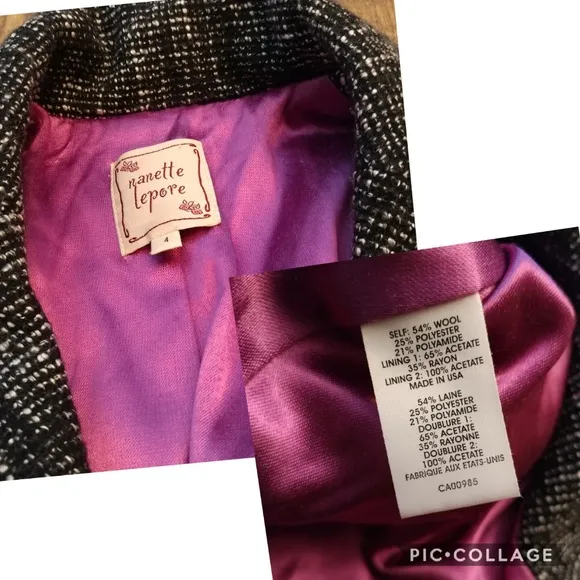 nanette
lepore
4
SELF: 54% WOOL
25% POLYESTER
21% POLYAMIDE
LINING 1: 65% ACETATE
35% RAYON
LINING 2: 100% ACETATE
MADE IN USA
54% LAINE
25% POLYESTER
21% POLYAMIDE
DOUBLURE 1:
65% ACETATE
35% RAYONNE
DOUBLURE 2:
100% ACETATE
FABRIQUE AUX ETATS-UNIS
CA00985
PIC•COLLAGE